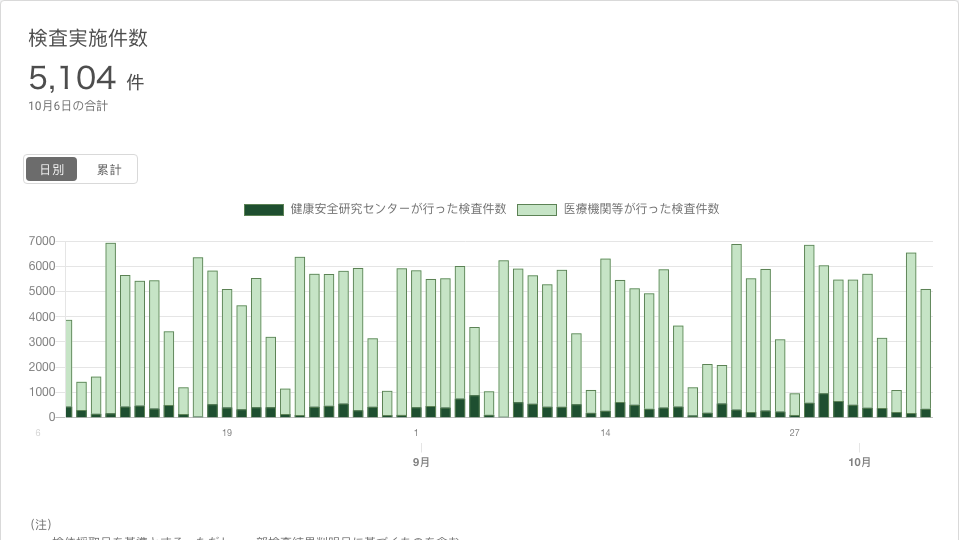 検査実施件数
5,104 件
10月6日の合計
日別 累計
健康安全研究センターが行った検査件数 医療機関等が行った検査件数
7000
6000
5000
4000
3000
2000
1000
0
6 19 1 14 27
9月 10月
(注)